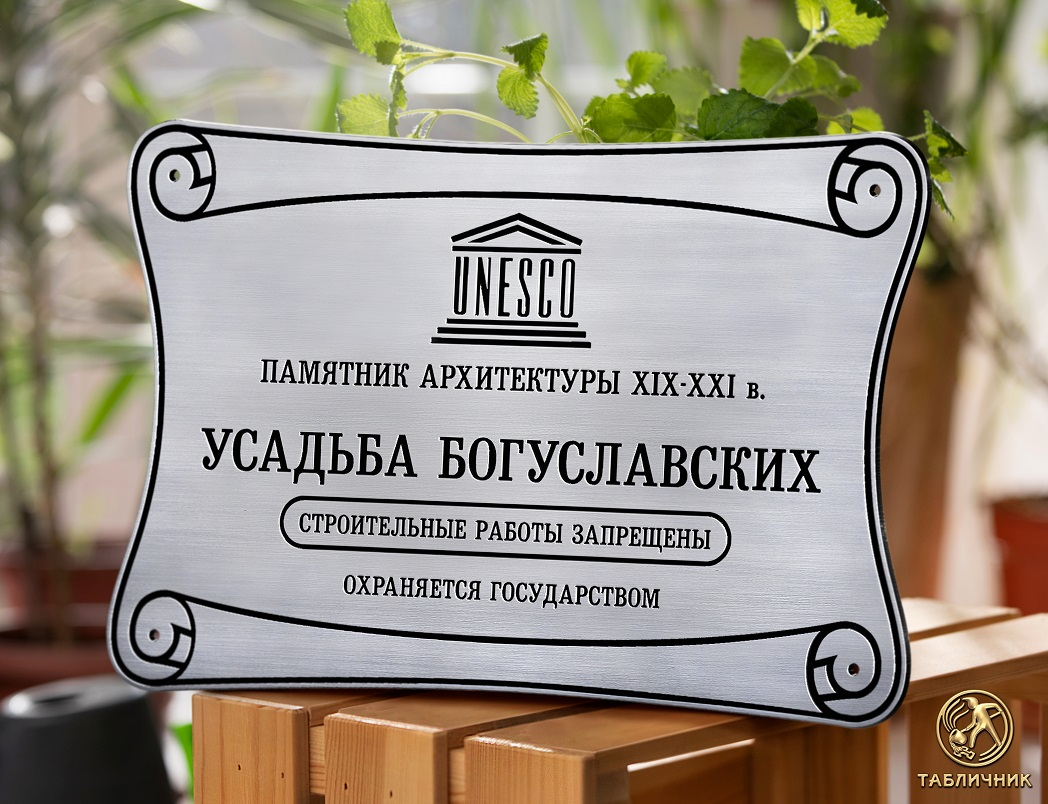 UNESCO
ПАМЯТНИК АРХИТЕКТУРЫ XIX-XXI в.
УСАДЬБА БОГУСЛАВСКИХ
СТРОИТЕЛЬНЫЕ РАБОТЫ ЗАПРЕЩЕНЫ
ОХРАНЯЕТСЯ ГОСУДАРСТВОМ
ТАБЛИЧНИК